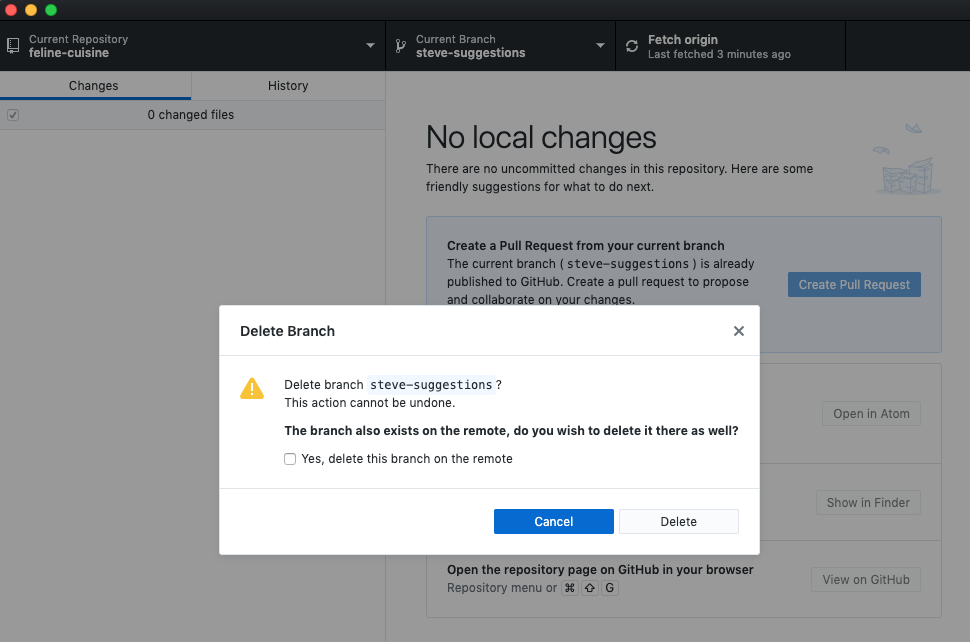 Current Repository
feline-cuisine
Current Branch
steve-suggestions
Fetch origin
Last fetched 3 minutes ago
Changes
History
0 changed files
No local changes
There are no uncommitted changes in this repository. Here are some
friendly suggestions for what to do next.
Create a Pull Request from your current branch
The current branch ( steve-suggestions ) is already
published to GitHub. Create a pull request to propose
and collaborate on your changes.
Create Pull Request
Delete Branch
Delete branch steve-suggestions ?
This action cannot be undone.
The branch also exists on the remote, do you wish to delete it there as well?
Yes, delete this branch on the remote
Cancel
Delete
Open in Atom
Show in Finder
Open the repository page on GitHub in your browser
Repository menu or ⌘ ⇧ G
View on GitHub